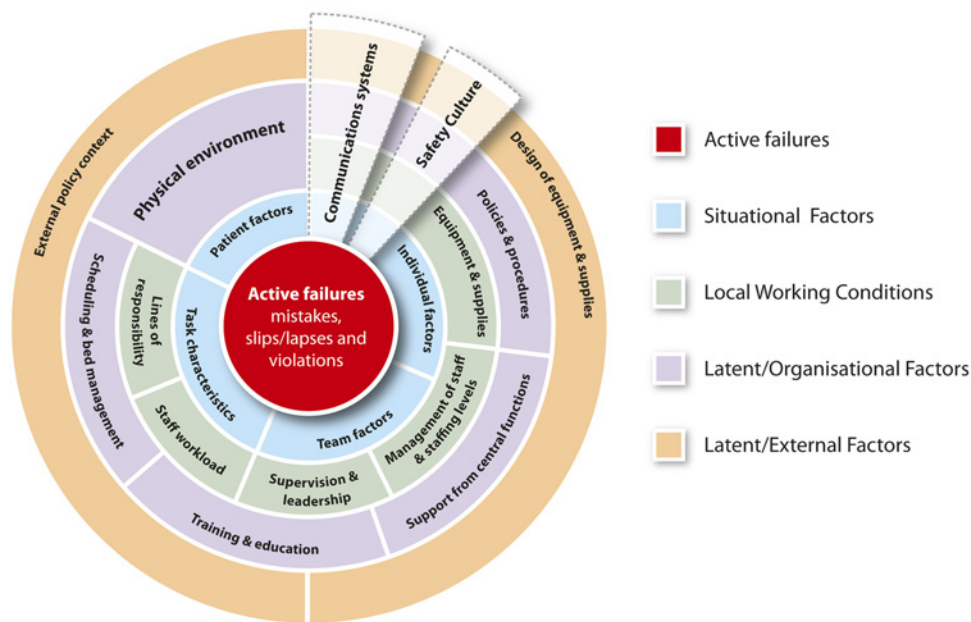 External policy context
Physical environment
Communications systems
Safety Culture
Design of equipment & supplies
Patient factors
Individual factors
Equipment & supplies
Policies & procedures
Scheduling & bed management
Lines of
responsibility
Task characteristics
Active failures
mistakes,
slips/lapses and
violations
Staff workload
Team factors
Supervision &
leadership
Management of staff
& staffing levels
Training & education
Support from central functions
Active failures
Situational Factors
Local Working Conditions
Latent/Organisational Factors
Latent/External Factors